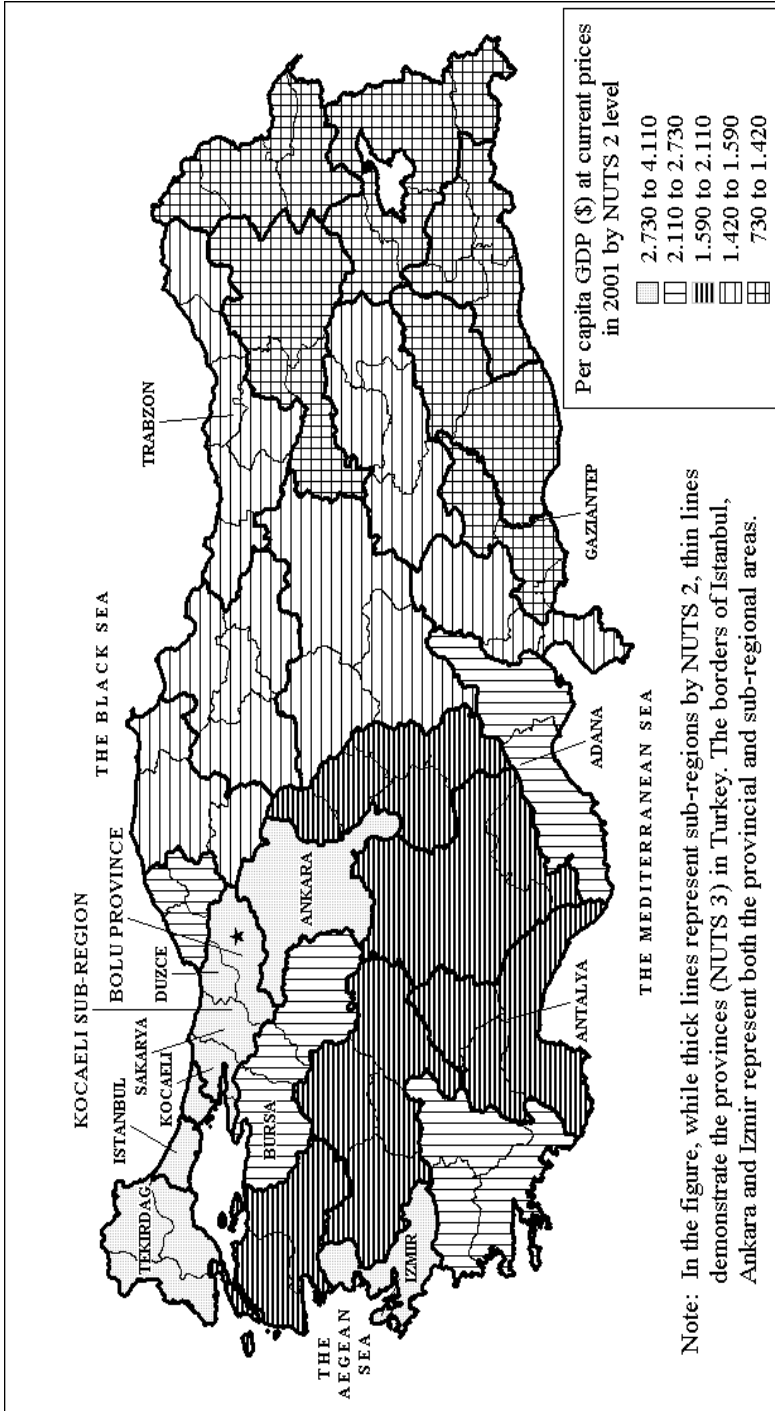 THE BLACK SEA
KOCAELI SUB-REGION
BOLU PROVINCE
DUZCE
SAKARYA
KOCAELI
ISTANBUL
TEKIRDAG
TRABZON
BURSA
ANKARA
THE
AEGEAN
SEA
IZMIR
ANTALYA
ADANA
GAZIANTEP
THE MEDITERRANEAN SEA
Per capita GDP ($) at current prices
in 2001 by NUTS 2 level
2.730 to 4.110
2.110 to 2.730
1.590 to 2.110
1.420 to 1.590
730 to 1.420
Note: In the figure, while thick lines represent sub-regions by NUTS 2, thin lines
demonstrate the provinces (NUTS 3) in Turkey. The borders of Istanbul,
Ankara and Izmir represent both the provincial and sub-regional areas.